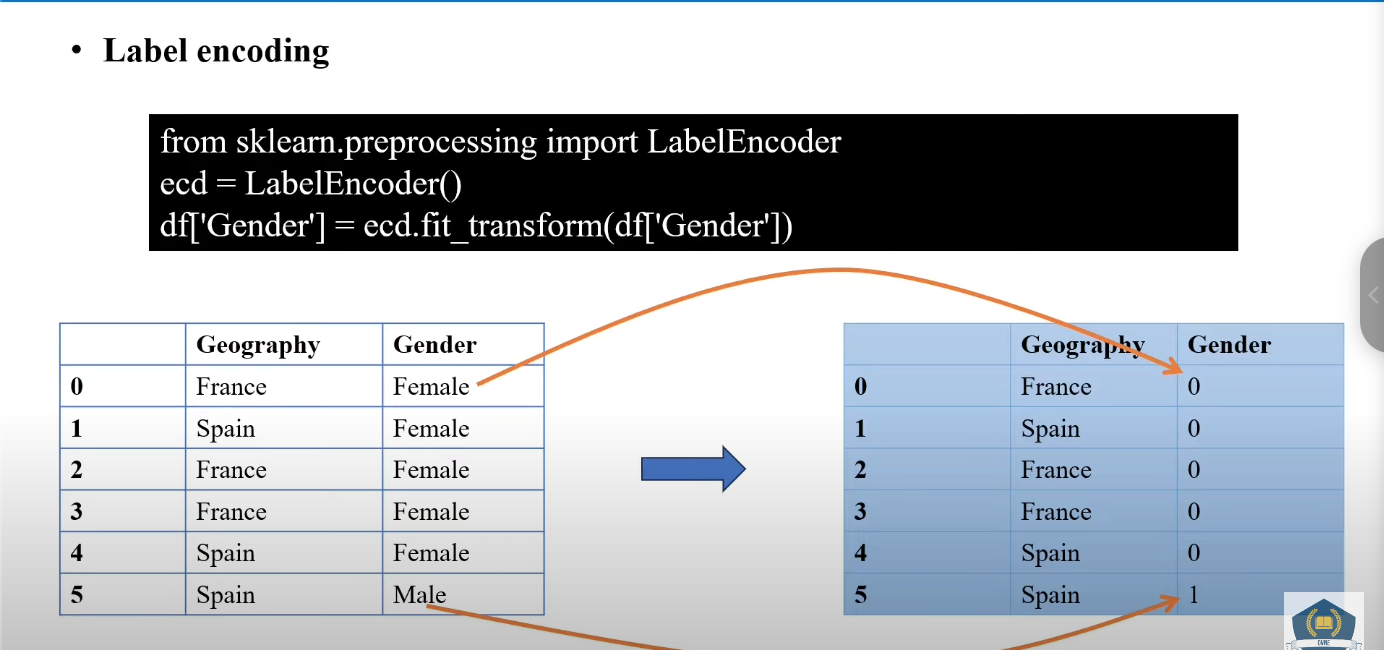 • Label encoding
from sklearn.preprocessing import LabelEncoder
ecd = LabelEncoder()
df['Gender'] = ecd.fit_transform(df['Gender'])
Geography Gender
0 France Female
1 Spain Female
2 France Female
3 France Female
4 Spain Female
5 Spain Male
Geography Gender
0 France 0
1 Spain 0
2 France 0
3 France 0
4 Spain 0
5 Spain 1